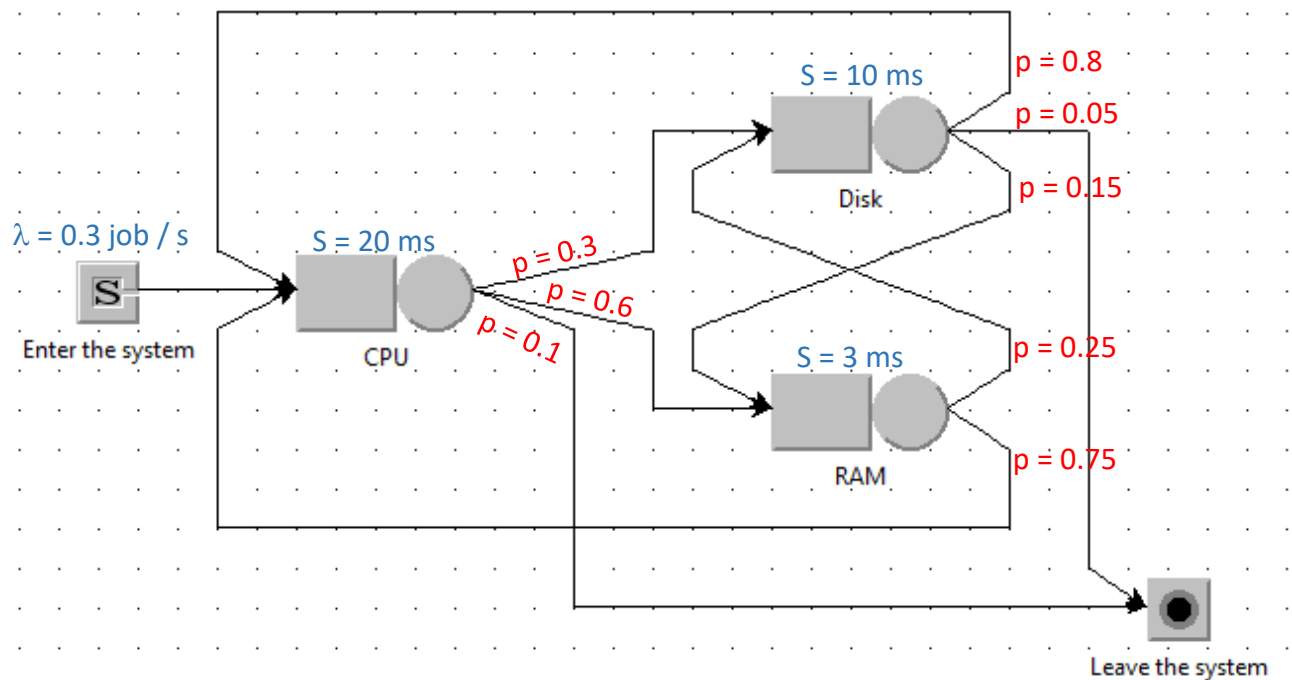 p = 0.8
S = 10 ms
p = 0.05
p = 0.15
Disk
λ = 0.3 job / s
S = 20 ms
p = 0.3
S
p = 0.6
p = 0.1
Enter the system
CPU
S = 3 ms
p = 0.25
p = 0.75
RAM
Leave the system